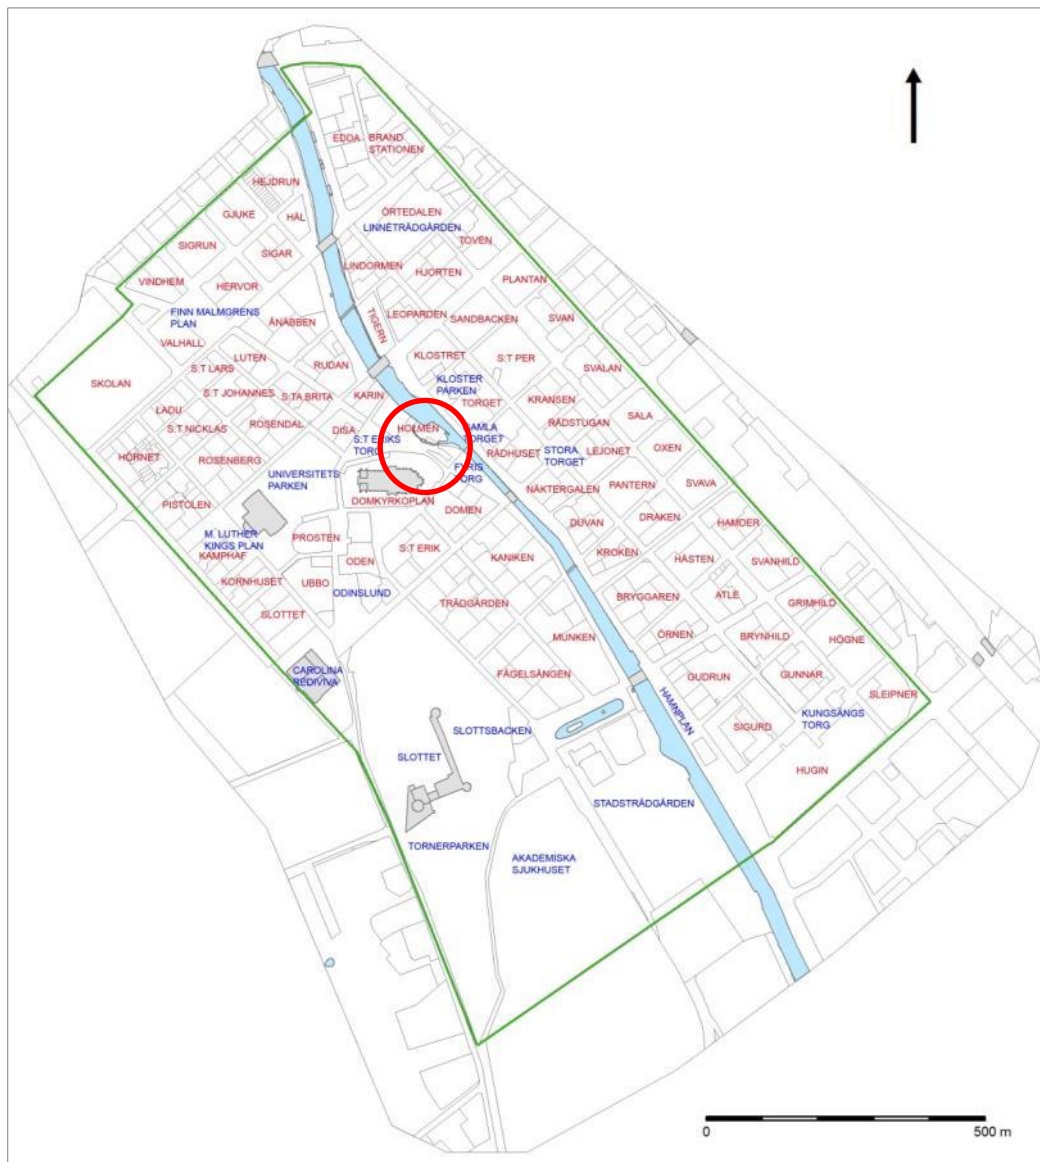 EDDA
BRAND
STATIONEN
HEJDRUN
GJUKE
HÄL
ÖRTEDALEN
LINNÉTRÄDGÅRDEN
TOVEN
SIGRUN
SIGAR
LINDORMEN
HJORTEN
PLANTAN
VINDHEM
HERVOR
FINN MALMGRENS
PLAN
ÅNABBEN
TIGERN
LEOPARDEN
SANDBACKEN
SVAN
VALHALL
LUTEN
S:T LARS
RUDAN
KLOSTRET
S:T PER
SVALAN
SKOLAN
S:T JOHANNES
S:TA BRITA
KARIN
KLOSTER
PARKEN
TORGET
KRANSEN
LADU
S:T NICKLAS
ROSENDAL
DISA
HOLMEN
GAMLA
TORGET
RÅDSTUGAN
SALA
S:T ERIKS
TORG
RÅDHUSET
STORA
TORGET
LEJONET
OXEN
HORNET
ROSENBERG
UNIVERSITETS
PARKEN
FYRIS
TORG
NÄKTERGALEN
PANTERN
SVAVA
PISTOLEN
DOMKYRKOPLAN
DOMEN
DUVAN
DRAKEN
HAMDER
M. LUTHER
KINGS PLAN
KAMPHAF
PROSTEN
ODEN
S:T ERIK
KANIKEN
KROKEN
HÄSTEN
SVANHILD
KORNHUSET
UBBO
ODINSLUND
SLOTTET
TRÄDGÅRDEN
BRYGGAREN
ATLE
GRIMHILD
MUNKEN
ÖRNEN
BRYNHILD
HÖGNE
CAROLINA
REDIVIVA
FÅGELSÅNGEN
GUDRUN
GUNNAR
SLEIPNER
HAMNPLAN
SIGURD
KUNGSÄNGS
TORG
SLOTTSBACKEN
SLOTTET
HUGIN
STADSTRÄDGÅRDEN
TORNERPARKEN
AKADEMISKA
SJUKHUSET
0
500 m